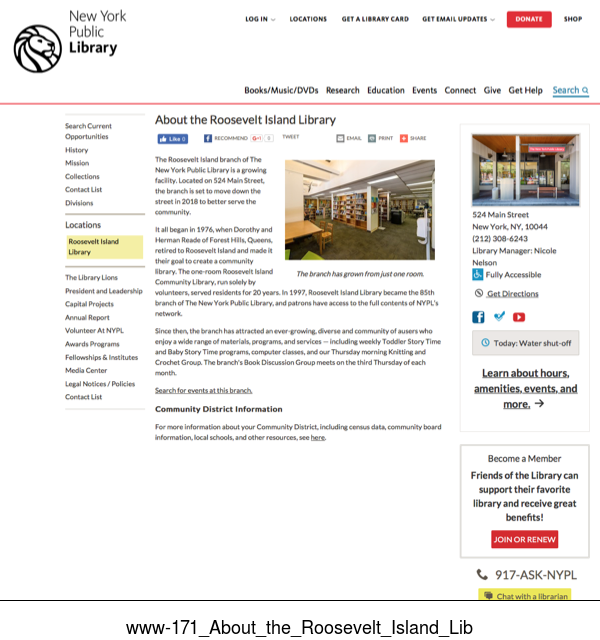 New York
Public
Library
LOG IN
LOCATIONS
GET A LIBRARY CARD
GET EMAIL UPDATES
DONATE
SHOP
Books/Music/DVDs Research Education Events Connect Give Get Help Search
Search Current
Opportunities
History
Mission
Collections
Contact List
Divisions
Locations
Roosevelt Island
Library
The Library Lions
President and Leadership
Capital Projects
Annual Report
Volunteer At NYPL
Awards Programs
Fellowships & Institutes
Media Center
Legal Notices / Policies
Contact List
About the Roosevelt Island Library
Like 0
RECOMMEND
G+1 0
TWEET
EMAIL
PRINT
SHARE
The Roosevelt Island branch of The
New York Public Library is a growing
facility. Located on 524 Main Street,
the branch is set to move down the
street in 2018 to better serve the
community.
It all began in 1976, when Dorothy and
Herman Reade of Forest Hills, Queens,
retired to Roosevelt Island and made it
their goal to create a community
library. The one-room Roosevelt Island
Community Library, run solely by
volunteers, served residents for 20 years. In 1997, Roosevelt Island Library became the 85th
branch of The New York Public Library, and patrons have access to the full contents of NYPL's
network.
The branch has grown from just one room.
Since then, the branch has attracted an ever-growing, diverse and community of ausers who
enjoy a wide range of materials, programs, and services — including weekly Toddler Story Time
and Baby Story Time programs, computer classes, and our Thursday morning Knitting and
Crochet Group. The branch's Book Discussion Group meets on the third Thursday of each
month.
Search for events at this branch.
Community District Information
For more information about your Community District, including census data, community board
information, local schools, and other resources, see here.
524 Main Street
New York, NY, 10044
(212) 308-6243
Library Manager: Nicole
Nelson
Fully Accessible
Get Directions
Today: Water shut-off
Learn about hours,
amenities, events, and
more. →
Become a Member
Friends of the Library can
support their favorite
library and receive great
benefits!
JOIN OR RENEW
917-ASK-NYPL
Chat with a librarian
www-171_About_the_Roosevelt_Island_Lib